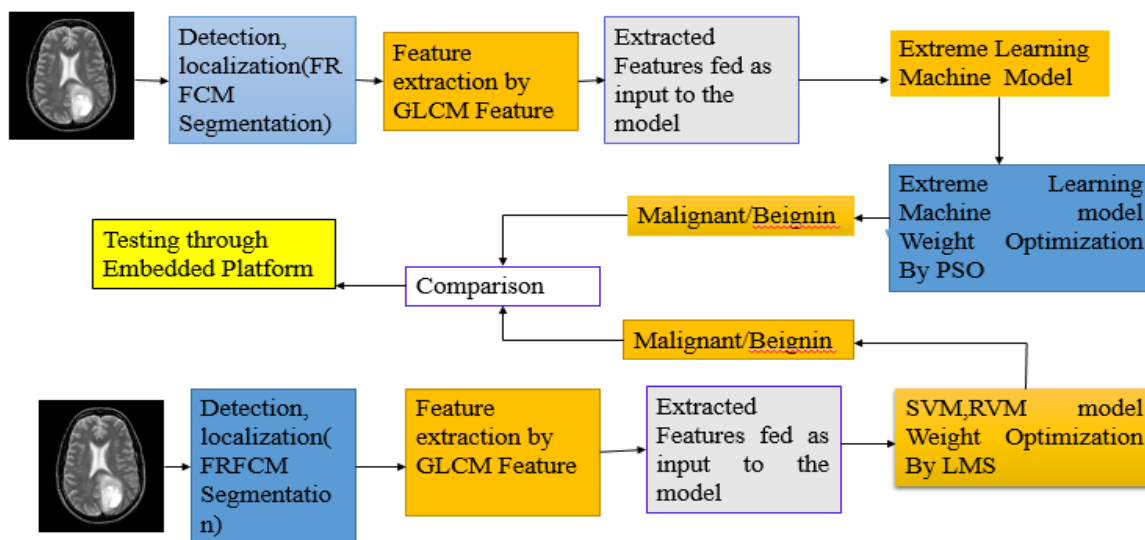 Detection,
localization(FR
FCM
Segmentation)
Feature
extraction by
GLCM Feature
Extracted
Features fed as
input to the
model
Extreme Learning
Machine Model
Extreme Learning
Machine model
Weight Optimization
By PSO
Malignant/Beignin
Testing through
Embedded Platform
Comparison
Malignant/Beignin
Detection,
localization(
FRFCM
Segmentatio
n)
Feature
extraction by
GLCM Feature
Extracted
Features fed as
input to the
model
SVM,RVM model
Weight Optimization
By LMS